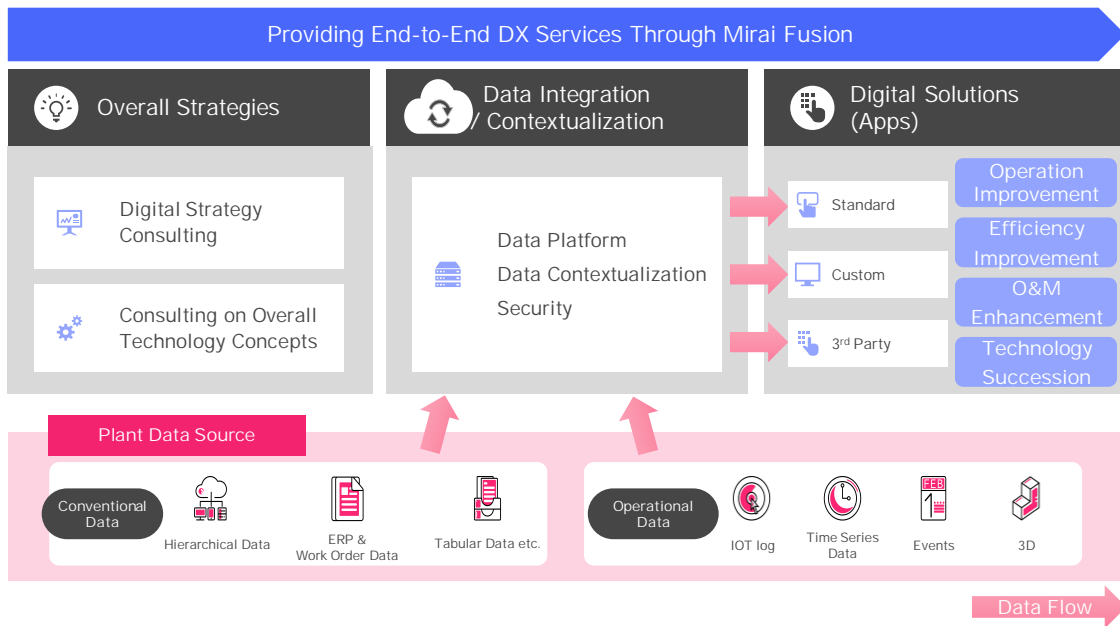 Providing End-to-End DX Services Through Mirai Fusion
Overall Strategies
Digital Strategy
Consulting
Consulting on Overall
Technology Concepts
Data Integration
/ Contextualization
Data Platform
Data Contextualization
Security
Digital Solutions
(Apps)
Standard
Custom
3rd Party
Operation
Improvement
Efficiency
Improvement
O&M
Enhancement
Technology
Succession
Plant Data Source
Conventional
Data
Hierarchical Data
ERP &
Work Order Data
Tabular Data etc.
Operational
Data
IOT log
Time Series
Data
FEB
1
Events
3D
Data Flow